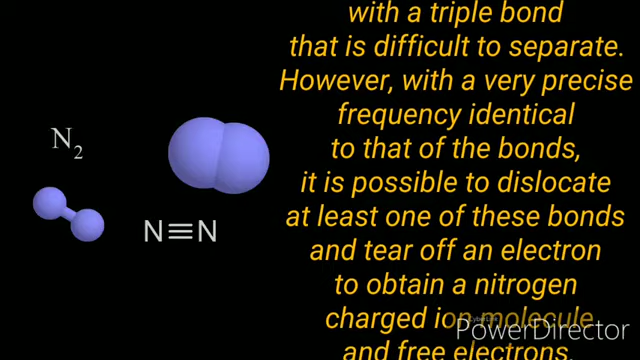 with a triple bond
that is difficult to separate.
However, with a very precise
frequency identical
to that of the bonds,
it is possible to dislocate
at least one of these bonds
and tear off an electron
to obtain a nitrogen
charged ion molecule
and free electrons
N2
N≡N
CyberLink
PowerDirector